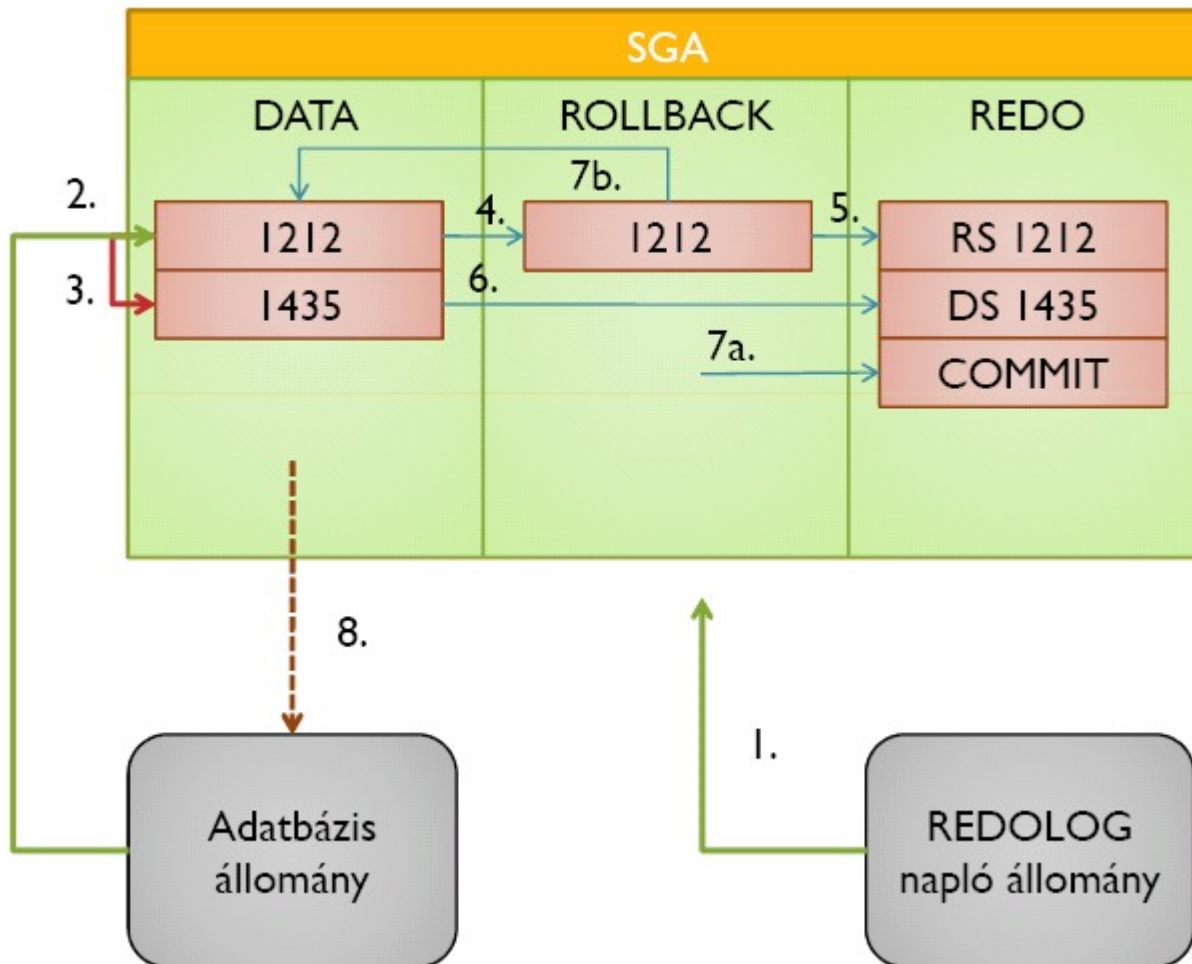 SGA
DATA
ROLLBACK
REDO
7b.
2.
1212
4.
1212
5.
RS 1212
3.
1435
6.
DS 1435
7a.
COMMIT
8.
1.
Adatbázis
állomány
REDOLOG
napló állomány